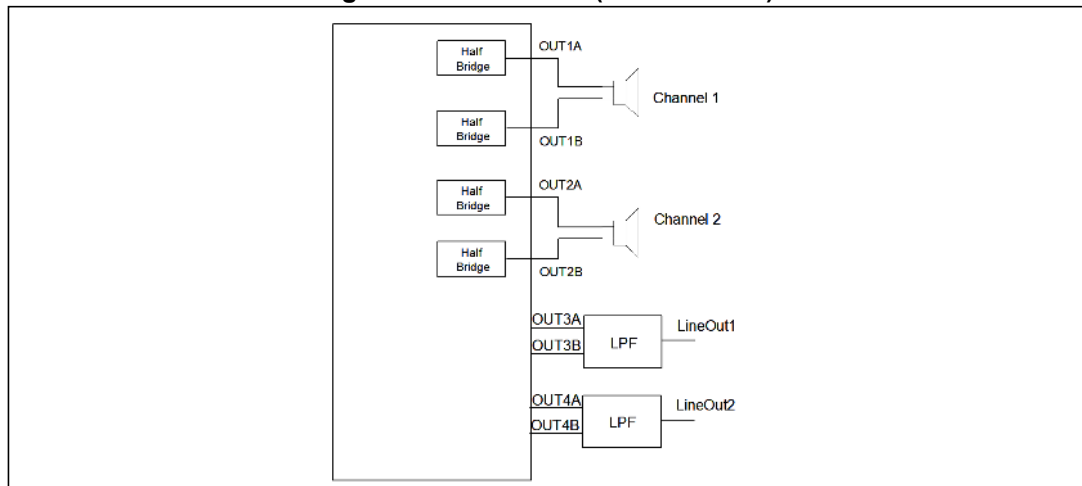 Half
Bridge
OUT1A
Channel 1
Half
Bridge
OUT1B
Half
Bridge
OUT2A
Channel 2
Half
Bridge
OUT2B
OUT3A
OUT3B
LPF
LineOut1
OUT4A
OUT4B
LPF
LineOut2